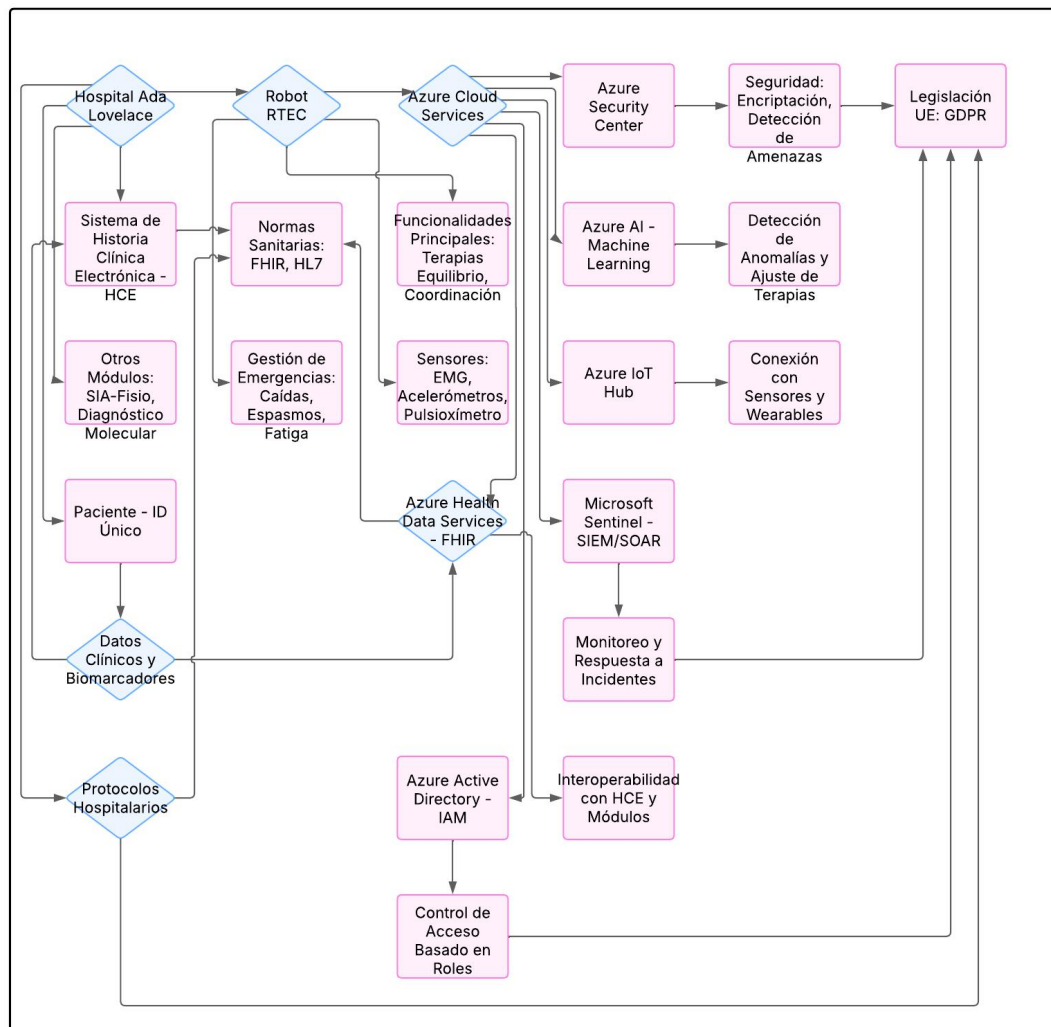 Hospital Ada
Lovelace
Robot
RTEC
Azure Cloud
Services
Azure
Security
Center
Seguridad:
Encriptación,
Detección
de
Amenazas
Legislación
UE: GDPR
Sistema de
Historia
Clínica
Electrónica -
HCE
Normas
Sanitarias:
FHIR, HL7
Funcionalidades
Principales:
Terapias
Equilibrio,
Coordinación
Azure AI -
Machine
Learning
Detección
de
Anomalías y
Ajuste de
Terapias
Otros
Módulos:
SIA-Fisio,
Diagnóstico
Molecular
Gestión de
Emergencias:
Caídas,
Espasmos,
Fatiga
Sensores:
EMG,
Acelerómetros,
Pulsioxímetro
Azure IoT
Hub
Conexión
con
Sensores y
Wearables
Paciente - ID
Único
Azure Health
Data Services
- FHIR
Microsoft
Sentinel -
SIEM/SOAR
Datos
Clínicos y
Biomarcadores
Monitoreo y
Respuesta a
Incidentes
Protocolos
Hospitalarios
Azure Active
Directory -
IAM
Interoperabilidad
con HCE y
Módulos
Control de
Acceso
Basado en
Roles